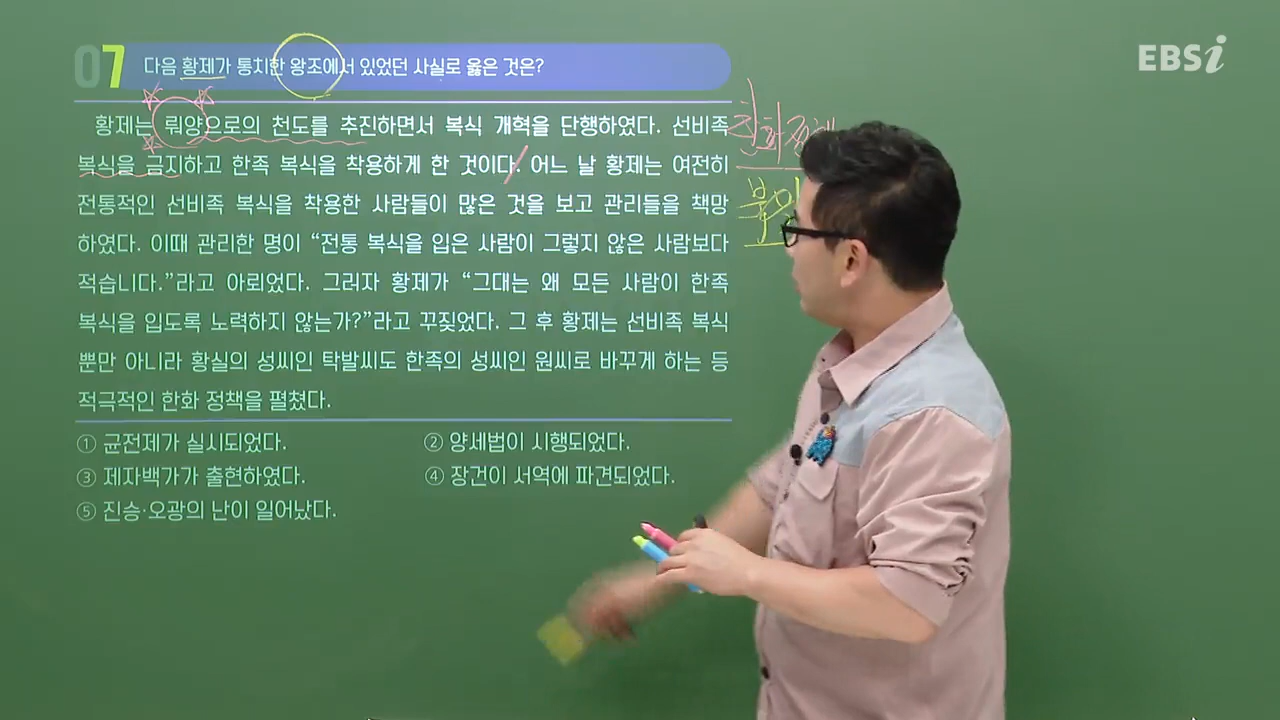 07 다음 황제가 통치한 왕조에서 있었던 사실로 옳은 것은?
EBSi
황제는 뤄양으로의 천도를 추진하면서 복식 개혁을 단행하였다. 선비족
복식을 금지하고 한족 복식을 착용하게 한 것이다. 어느 날 황제는 여전히
전통적인 선비족 복식을 착용한 사람들이 많은 것을 보고 관리들을 책망
하였다. 이때 관리한 명이 “전통 복식을 입은 사람이 그렇지 않은 사람보다
적습니다.”라고 아뢰었다. 그러자 황제가 “그대는 왜 모든 사람이 한족
복식을 입도록 노력하지 않는가?”라고 꾸짖었다. 그 후 황제는 선비족 복식
뿐만 아니라 황실의 성씨인 탁발씨도 한족의 성씨인 원씨로 바꾸게 하는 등
적극적인 한화 정책을 펼쳤다.
① 균전제가 실시되었다. ② 양세법이 시행되었다.
③ 제자백가가 출현하였다. ④ 장건이 서역에 파견되었다.
⑤ 진승·오광의 난이 일어났다.